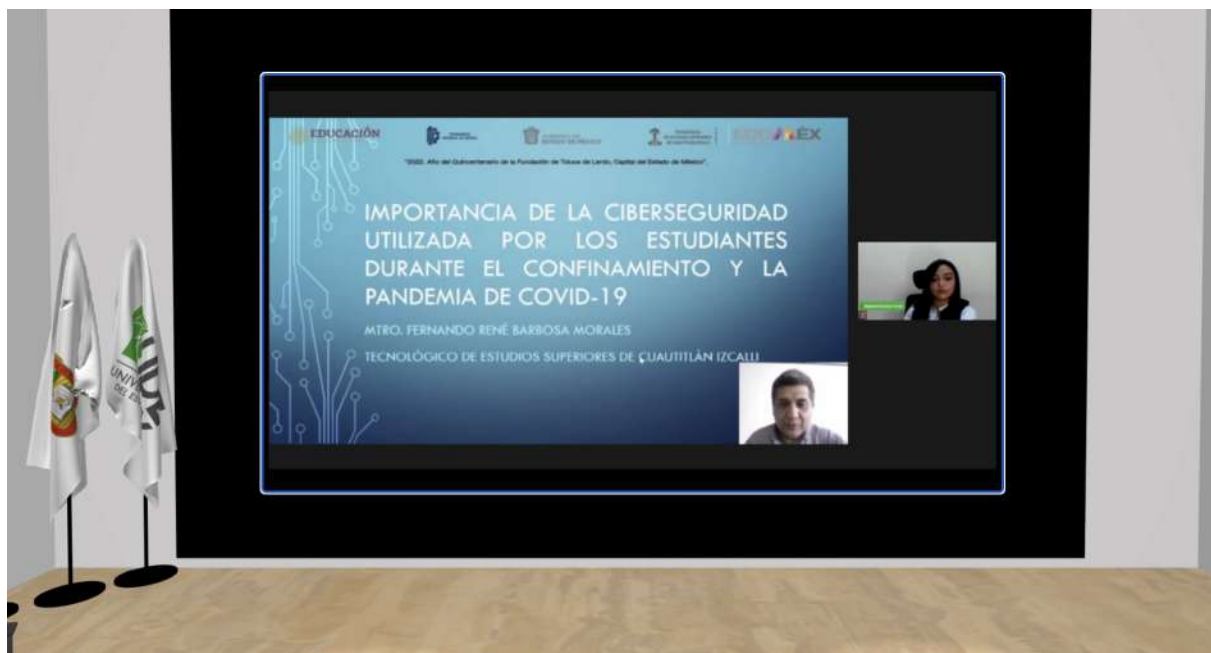 EDUCACIÓN
"2022. Año del Quincentenario de la Fundación de Toluca de Lerdo, Capital del Estado de México".
IMPORTANCIA DE LA CIBERSEGURIDAD
UTILIZADA POR LOS ESTUDIANTES
DURANTE EL CONFINAMIENTO Y LA
PANDEMIA DE COVID-19
MTRO. FERNANDO RENÉ BARBOSA MORALES
TECNOLÓGICO DE ESTUDIOS SUPERIORES DE CUAUTITLÁN IZCALLI